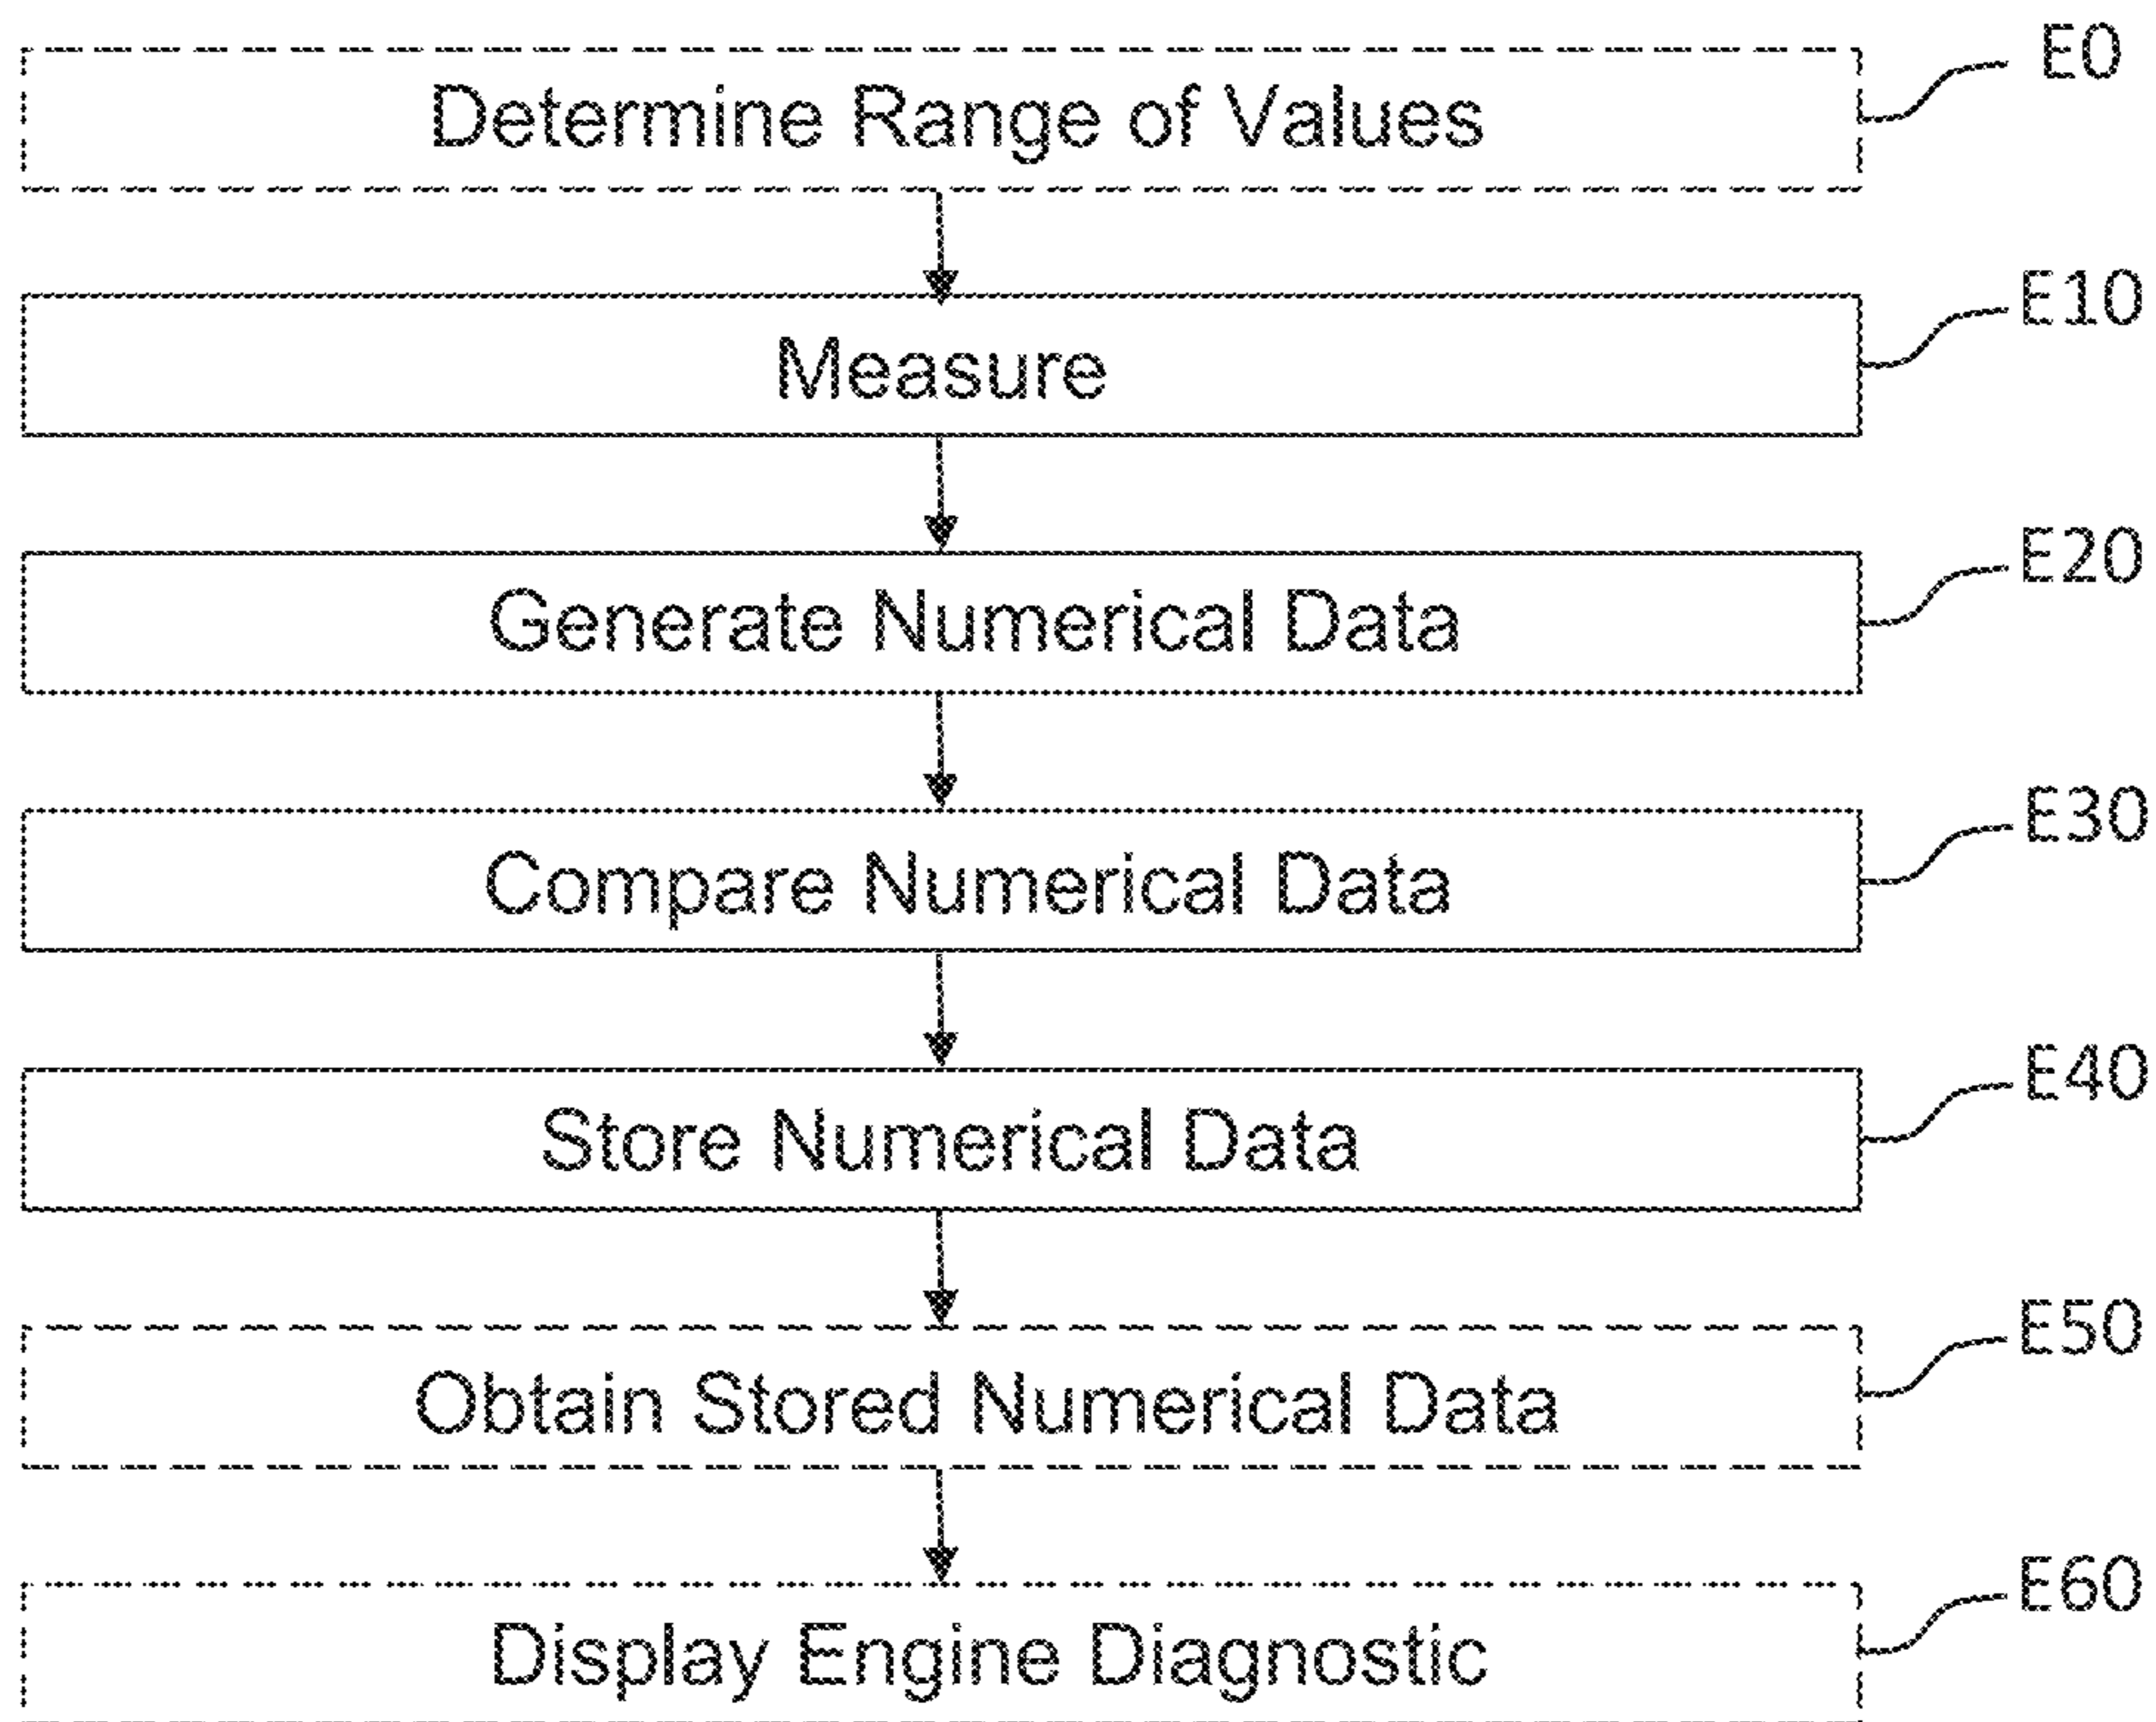 Determine Range of Values
E0
Measure
E10
Generate Numerical Data
E20
Compare Numerical Data
E30
Store Numerical Data
E40
Obtain Stored Numerical Data
E50
Display Engine Diagnostic
E60